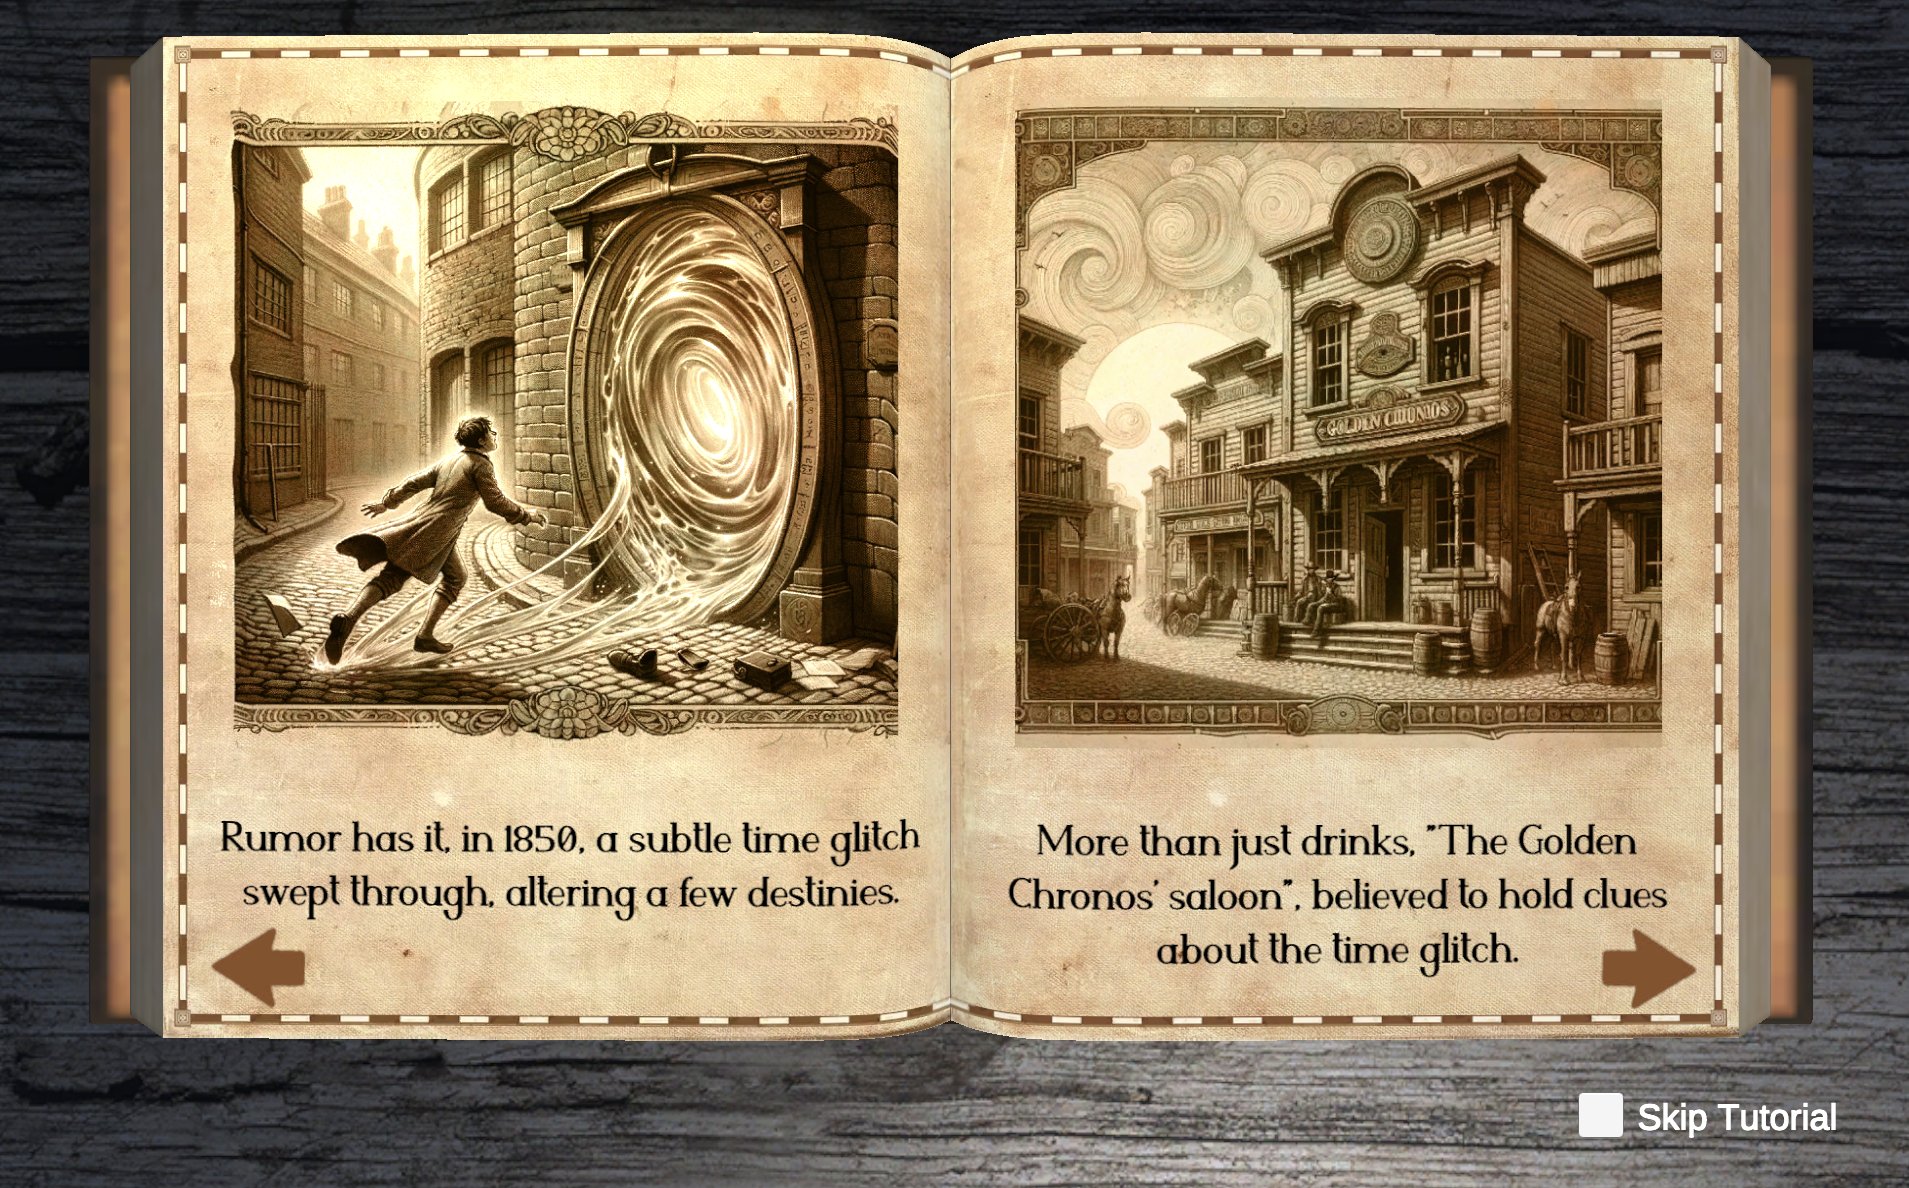 GOLDEN CHONIOS
Rumor has it, in 1850, a subtle time glitch
swept through, altering a few destinies.
More than just drinks, "The Golden
Chronos' saloon", believed to hold clues
about the time glitch.
Skip Tutorial